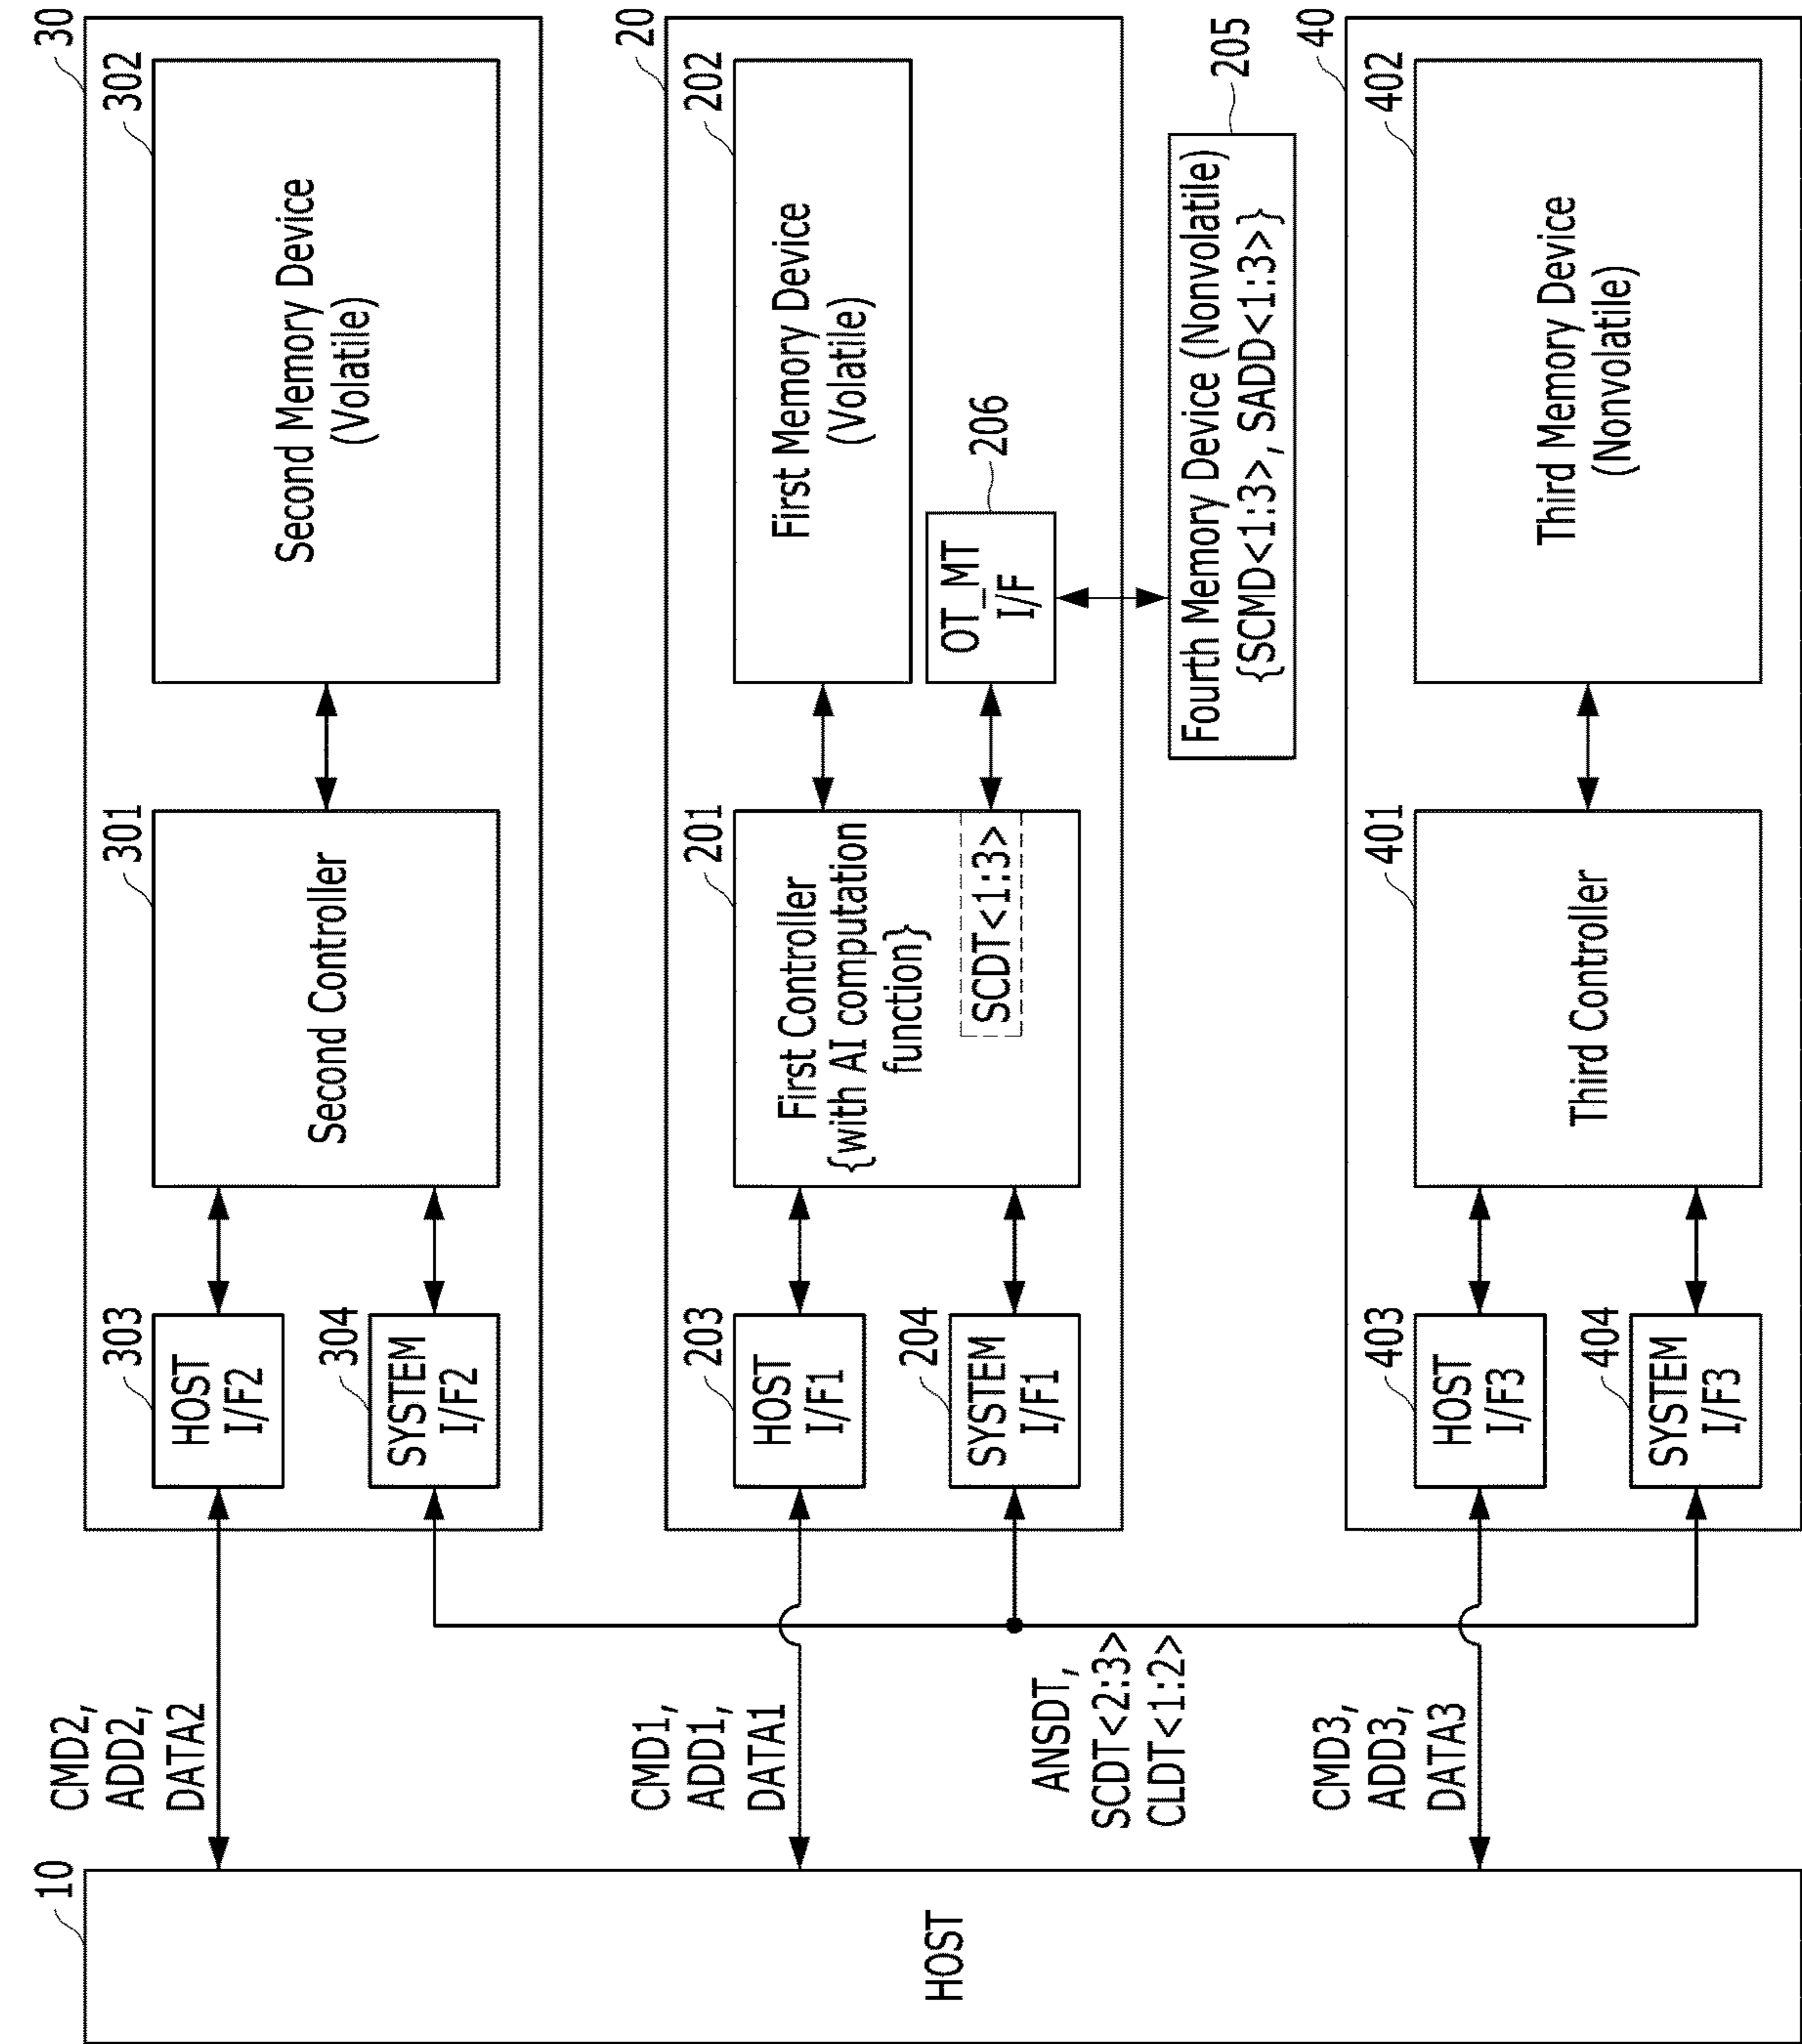 10
HOST
CMD2,
ADD2,
DATA2
CMD1,
ADD1,
DATA1
ANSDT,
SCDT<2:3>
CLDT<1:2>
CMD3,
ADD3,
DATA3
30
303
HOST
I/F2
304
SYSTEM
I/F2
301
Second Controller
302
Second Memory Device
(Volatile)
20
203
HOST
I/F1
204
SYSTEM
I/F1
201
First Controller
{with AI computation
function}
SCDT<1:3>
202
First Memory Device
(Volatile)
206
OT_MT
I/F
205
Fourth Memory Device (Nonvolatile)
{SCMD<1:3>, SADD<1:3>}
40
403
HOST
I/F3
404
SYSTEM
I/F3
401
Third Controller
402
Third Memory Device
(Nonvolatile)